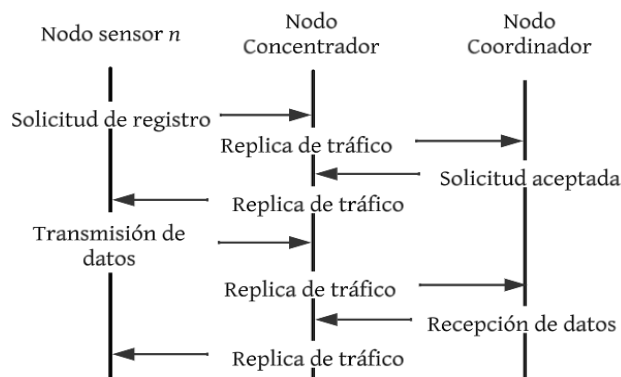 Nodo sensor n
Nodo
Concentrador
Nodo
Coordinador
Solicitud de registro
Replica de tráfico
Solicitud aceptada
Replica de tráfico
Transmisión de
datos
Replica de tráfico
Recepción de datos
Replica de tráfico